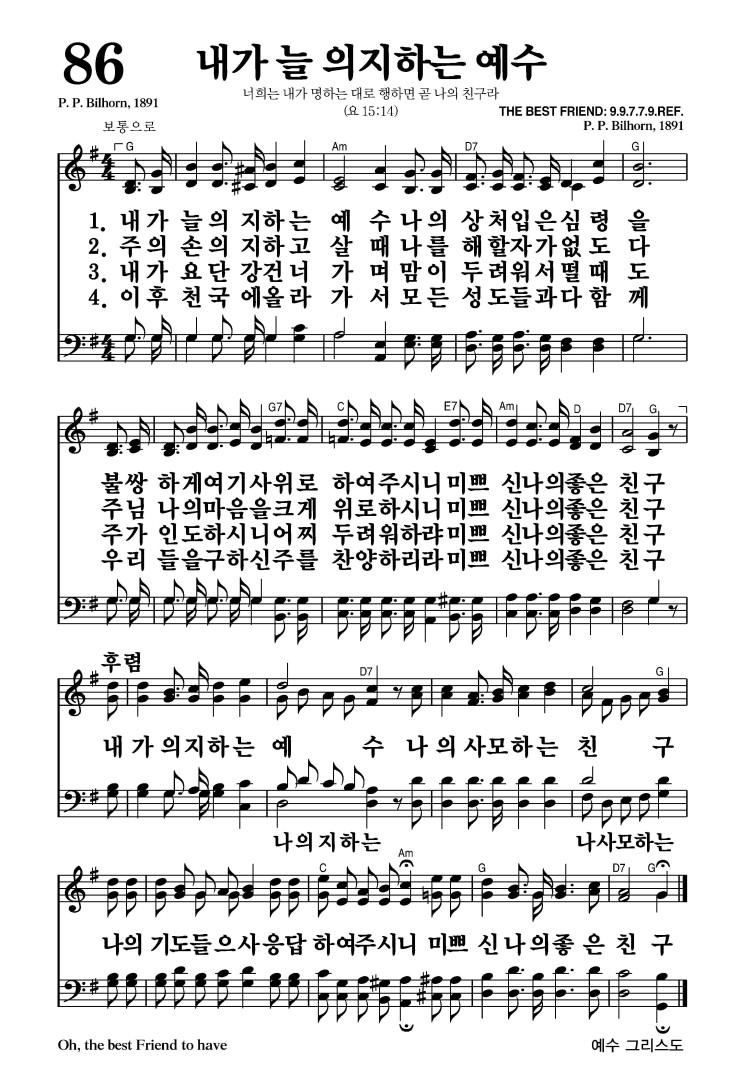 86
내가 늘 의지하는 예수
너희는 내가 명하는 대로 행하면 곧 나의 친구라
(요 15:14)
P. P. Bilhorn, 1891
THE BEST FRIEND: 9.9.7.7.9.REF.
P. P. Bilhorn, 1891
보통으로
G Am D7 G
1. 내가 늘의 지하는 예 수나의 상처입은심령 을
2. 주의 손의 지하고 살 때나를 해할자가없도 다
3. 내가 요단 강건너 가 며맘이 두려워서떨때 도
4. 이후 천국 에올라 가 서모든 성도들과다함 께
G7 C E7 Am D D7 G
불쌍 하게여기사위로 하여주시니미쁘 신나의좋은 친구
주님 나의마음을크게 위로하시니미쁘 신나의좋은 친구
주가 인도하시니어찌 두려워하랴미쁘 신나의좋은 친구
우리 들을구하신주를 찬양하리라미쁘 신나의좋은 친구
후렴
D7 G
내 가 의지하는 예 수 나 의사모하는 친 구
나의지하는 나사모하는
C Am G D7 G
나의 기도들으사응답 하여주시니 미쁘 신나의좋 은 친 구
Oh, the best Friend to have
예수 그리스도